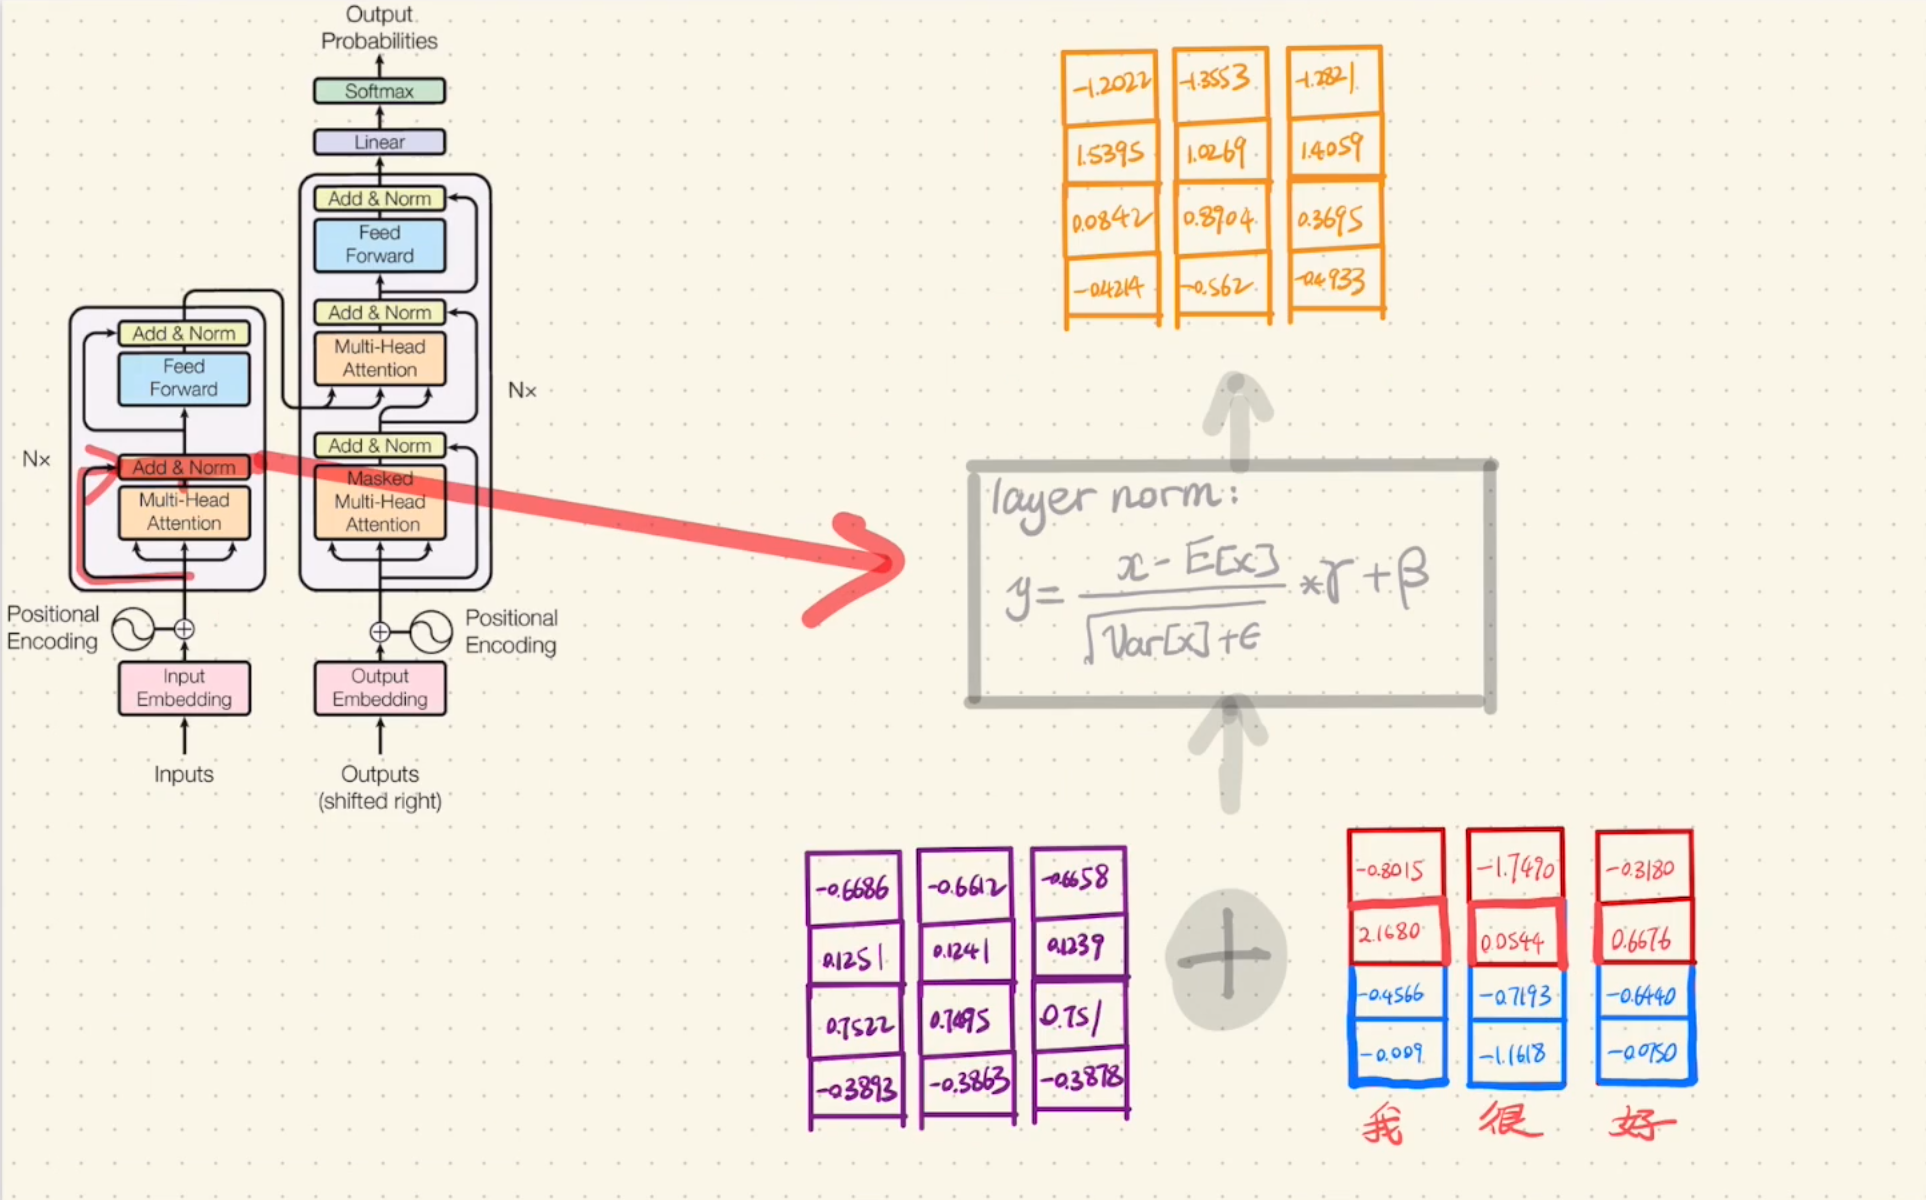 Output
Probabilities
Softmax
Linear
Add & Norm
Feed
Forward
Add & Norm
Multi-Head
Attention
Nx
Add & Norm
Masked
Multi-Head
Attention
Positional
Encoding
Output
Embedding
Outputs
(shifted right)
Add & Norm
Feed
Forward
Nx
Add & Norm
Multi-Head
Attention
Positional
Encoding
Input
Embedding
Inputs
-1.2022 -1.3553 -1.2821
1.5395 1.0269 1.4059
0.0842 0.8904 0.3695
-0.4214 -0.562 -0.4933
layer norm:
y = (x - E[x]) / √(Var[x] + ϵ) * γ + β
-0.6686 -0.6612 -0.6658
0.1251 0.1241 0.1239
0.7522 0.7495 0.751
-0.3893 -0.3863 -0.3878
+
-0.8015 -1.7490 -0.3180
2.1680 0.0544 0.6676
-0.4566 -0.7193 -0.6440
-0.009 -1.1618 -0.0750
我 很 好